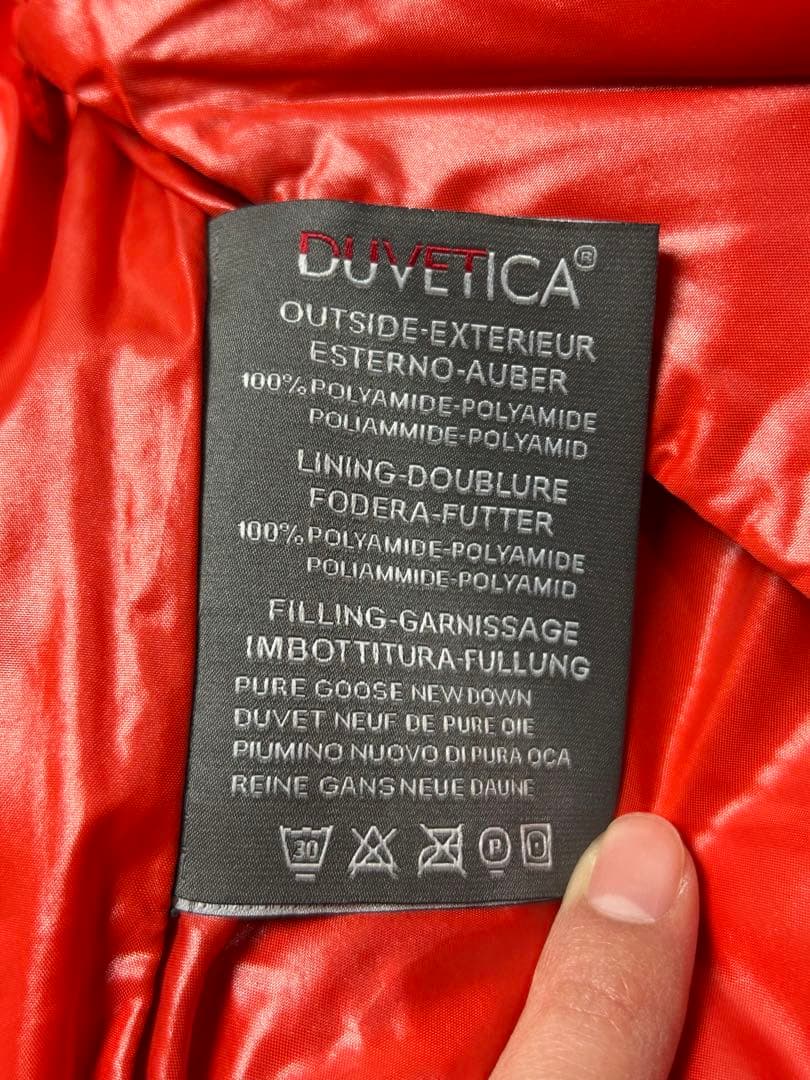 DUVETICA®
OUTSIDE-EXTERIEUR
ESTERNO-AUBER
100% POLYAMIDE-POLYAMIDE
POLIAMMIDE-POLYAMID
LINING-DOUBLURE
FODERA-FUTTER
100% POLYAMIDE-POLYAMIDE
POLIAMMIDE-POLYAMID
FILLING-GARNISSAGE
IMBOTTITURA-FULLUNG
PURE GOOSE NEW DOWN
DUVET NEUF DE PURE OIE
PIUMINO NUOVO DI PURA OCA
REINE GANS NEUE DAUNE
30 P